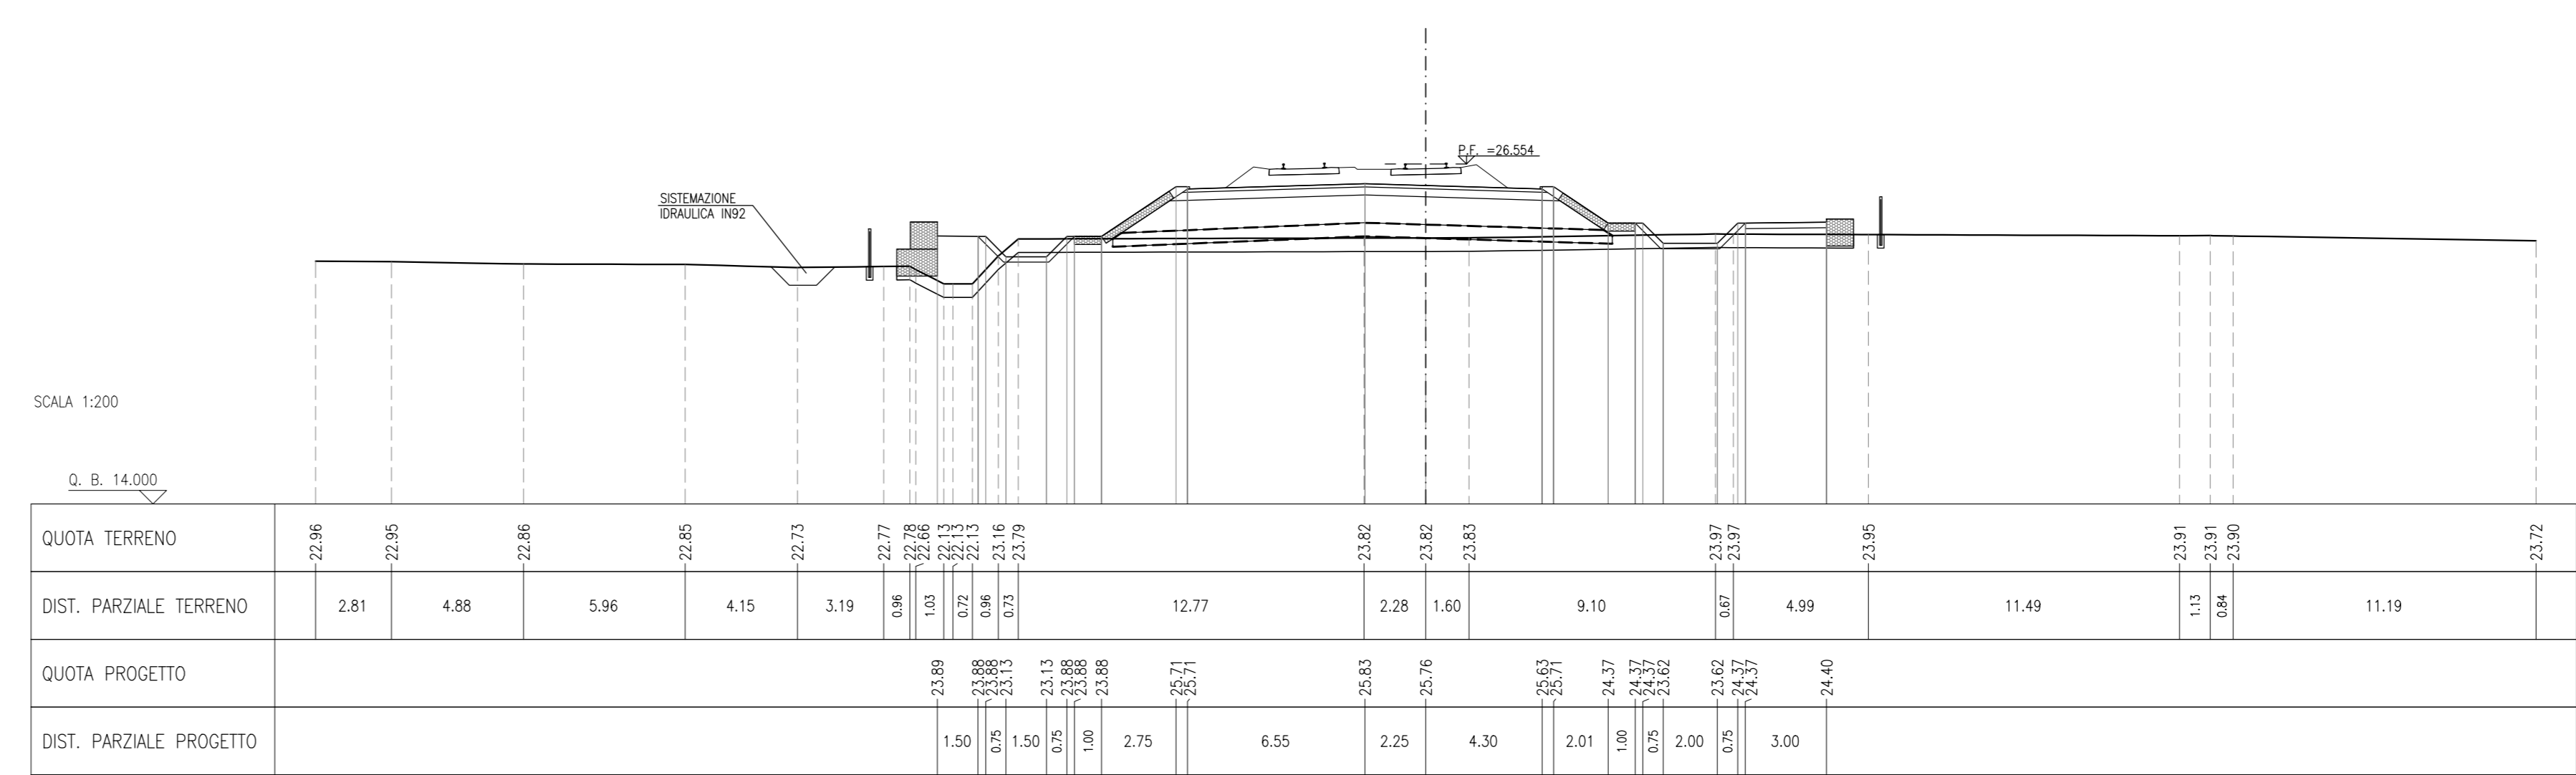 P.F. =26.554
SISTEMAZIONE
IDRAULICA IN92
SCALA 1:200
Q. B. 14.000
QUOTA TERRENO 22.96 22.95 22.86 22.85 22.73 22.77 22.78 22.66 22.13 22.13 22.13 23.16 23.79 23.82 23.82 23.83 23.97 23.97 23.95 23.91 23.91 23.90 23.72
DIST. PARZIALE TERRENO 2.81 4.88 5.96 4.15 3.19 0.96 1.03 0.72 0.96 0.73 12.77 2.28 1.60 9.10 0.67 4.99 11.49 1.13 0.84 11.19
QUOTA PROGETTO 23.89 23.88 23.88 23.13 23.13 23.88 23.88 23.88 25.71 25.71 25.83 25.76 25.63 25.71 24.37 24.37 24.37 23.62 23.62 24.37 24.37 24.40
DIST. PARZIALE PROGETTO 1.50 0.75 1.50 0.75 1.00 2.75 6.55 2.25 4.30 2.01 1.00 0.75 2.00 0.75 3.00